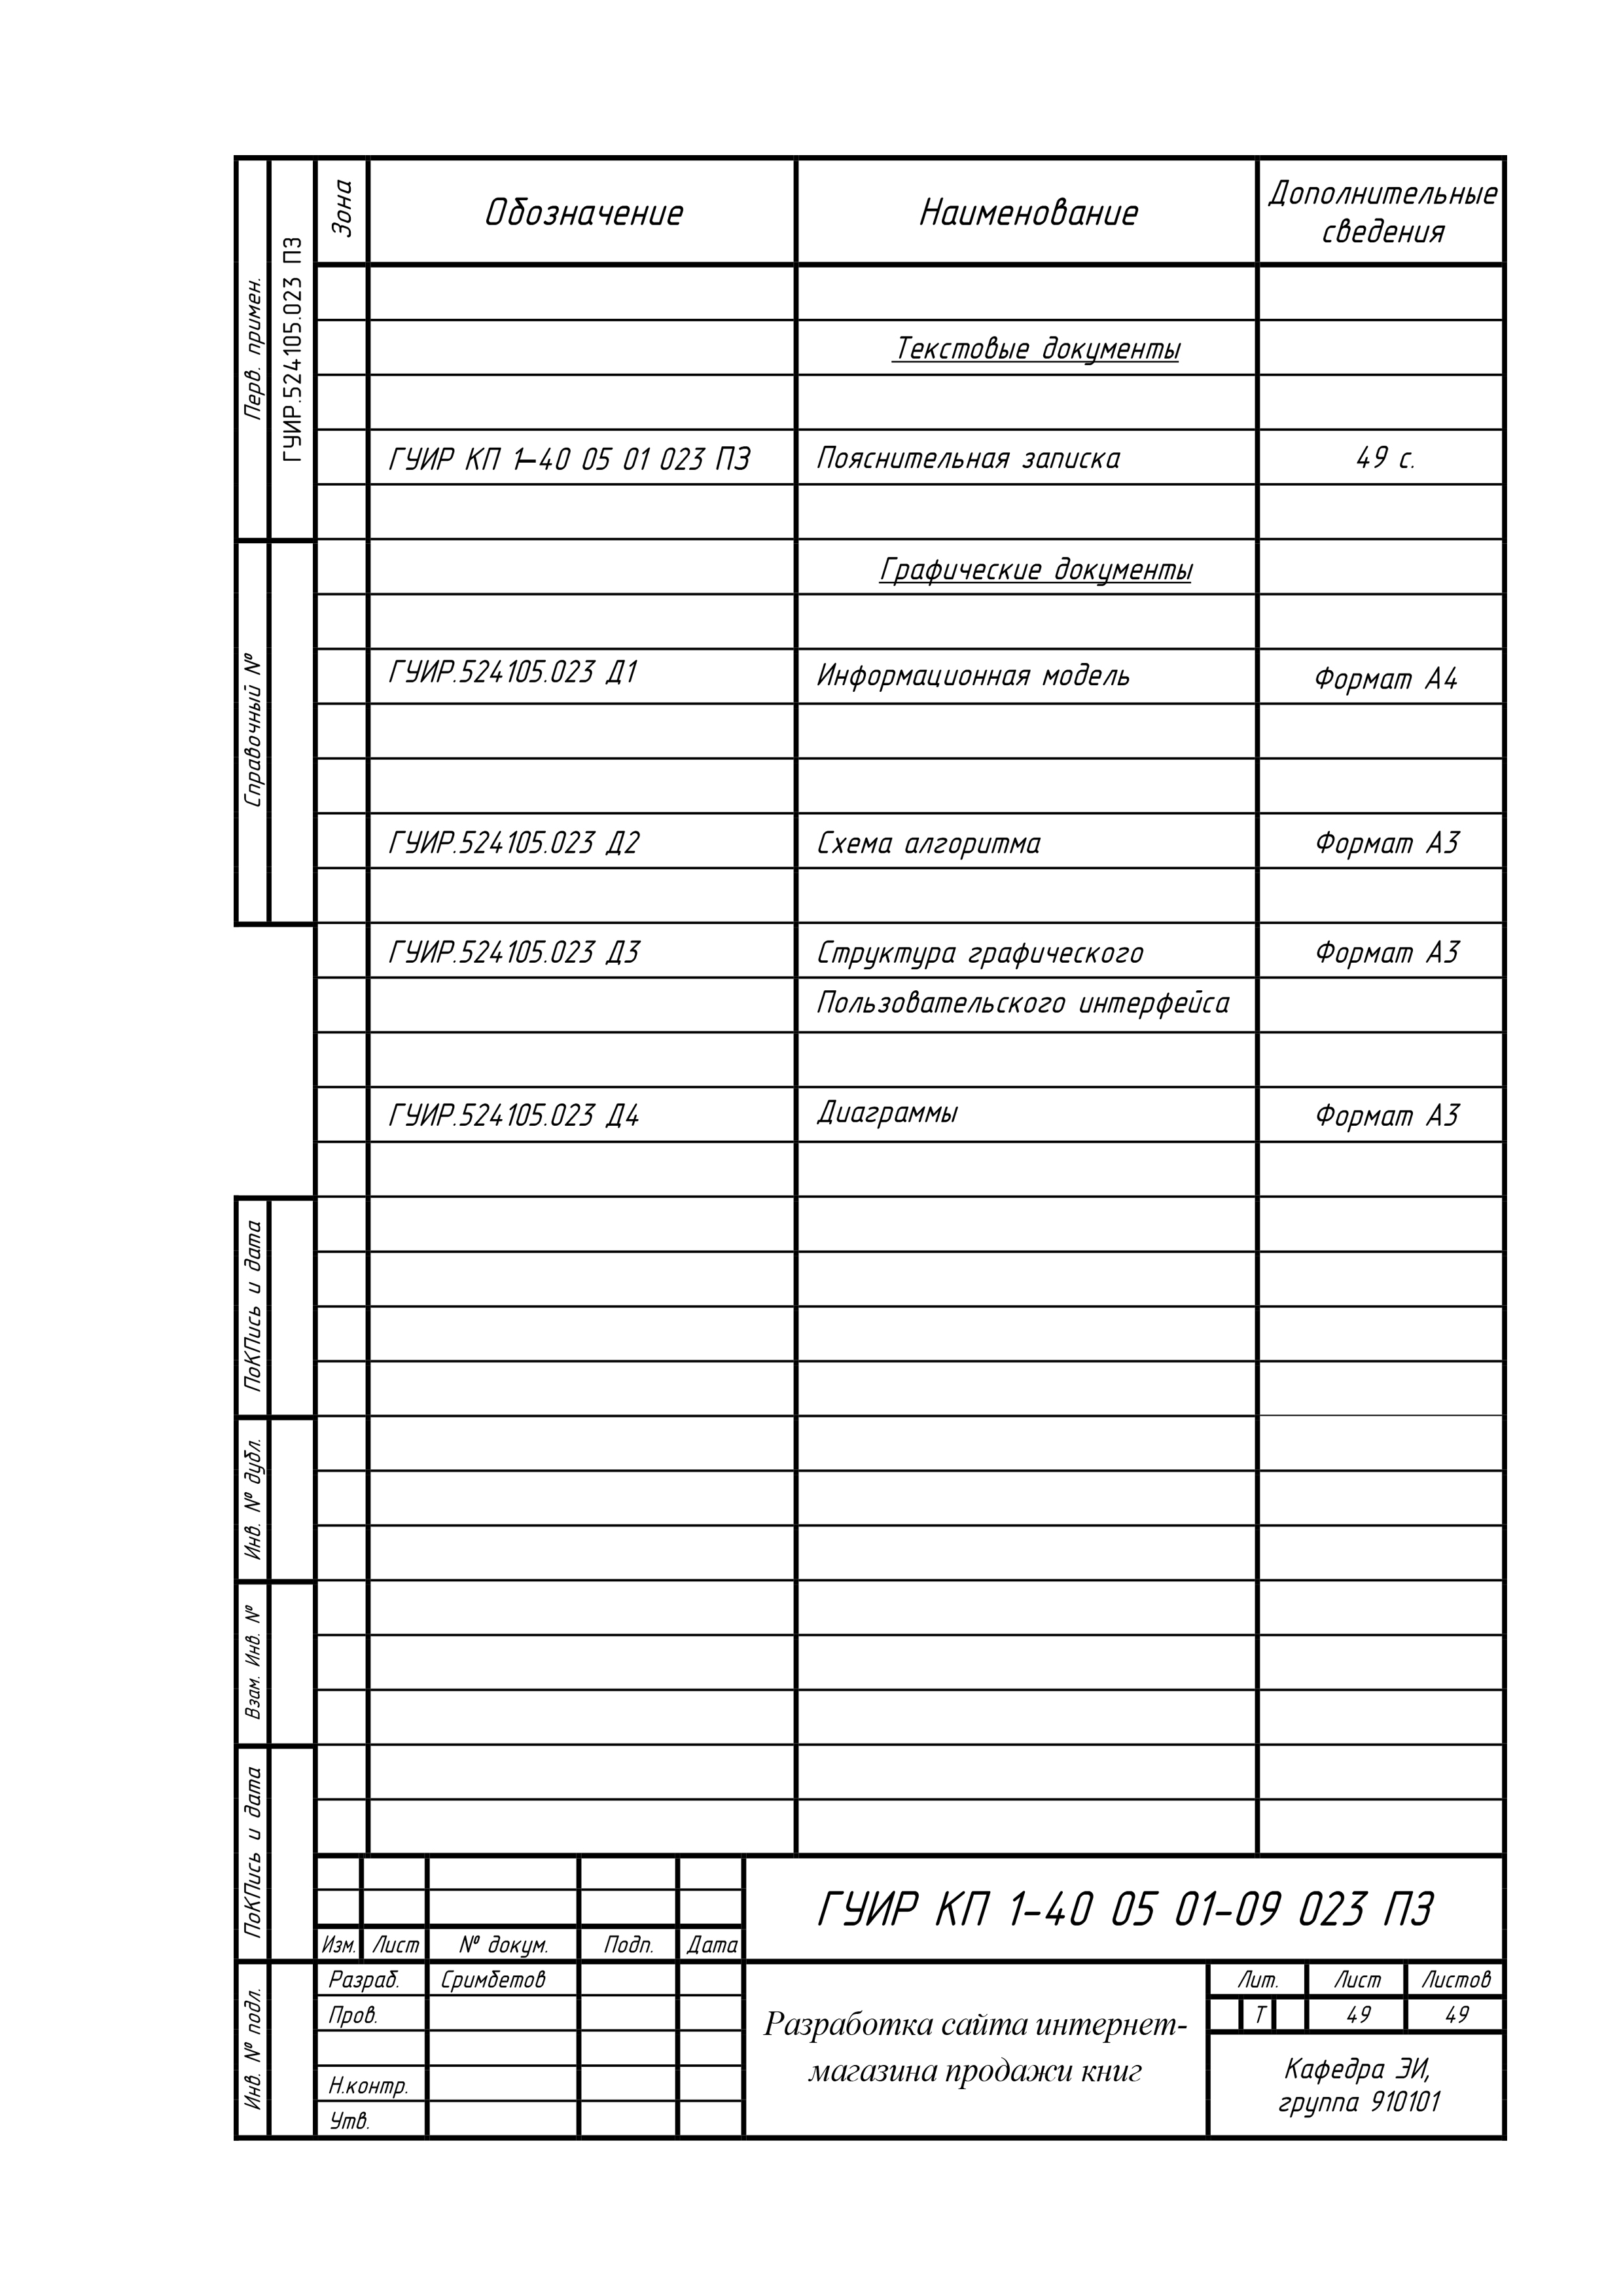 Перв. примен.
ГУИР.524105.023 ПЗ
Справочный №
ПоКПись и дата
Инв. № дубл.
Взам. Инв. №
ПоКПись и дата
Инв. № подл.
Зона
Обозначение
Наименование
Дополнительные
сведения
Текстовые документы
ГУИР КП 1–40 05 01 023 ПЗ
Пояснительная записка
49 с.
Графические документы
ГУИР.524105.023 Д1
Информационная модель
Формат А4
ГУИР.524105.023 Д2
Схема алгоритма
Формат А3
ГУИР.524105.023 Д3
Структура графического
Формат А3
Пользовательского интерфейса
ГУИР.524105.023 Д4
Диаграммы
Формат А3
ГУИР КП 1-40 05 01-09 023 ПЗ
Изм. Лист № докум. Подп. Дата
Разраб. Сримбетов
Пров.
Н.контр.
Утв.
Разработка сайта интернет-
магазина продажи книг
Лит. Лист Листов
Т 49 49
Кафедра ЭИ,
группа 910101